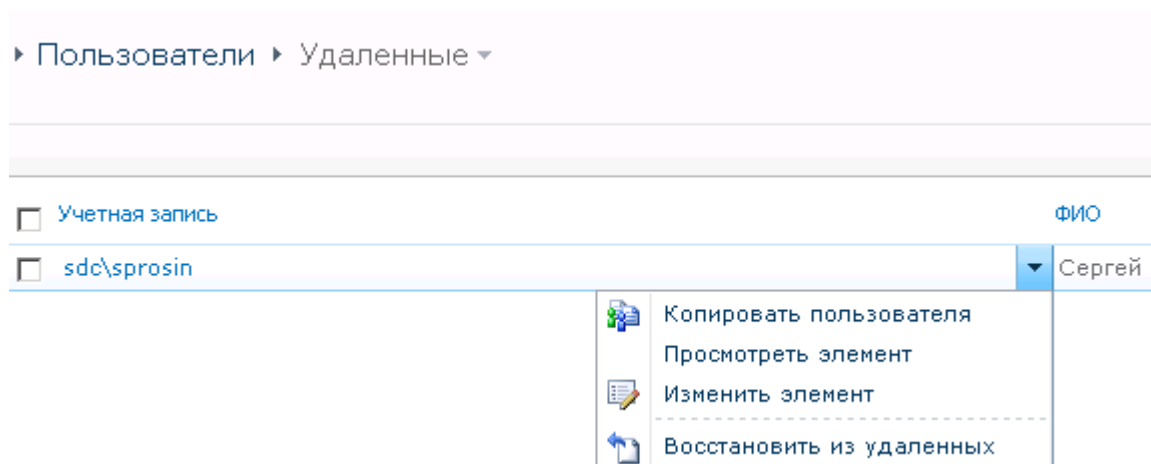 Пользователи Удаленные
Учетная запись ФИО
sdc\sprosin Сергей
Копировать пользователя
Просмотреть элемент
Изменить элемент
Восстановить из удаленных